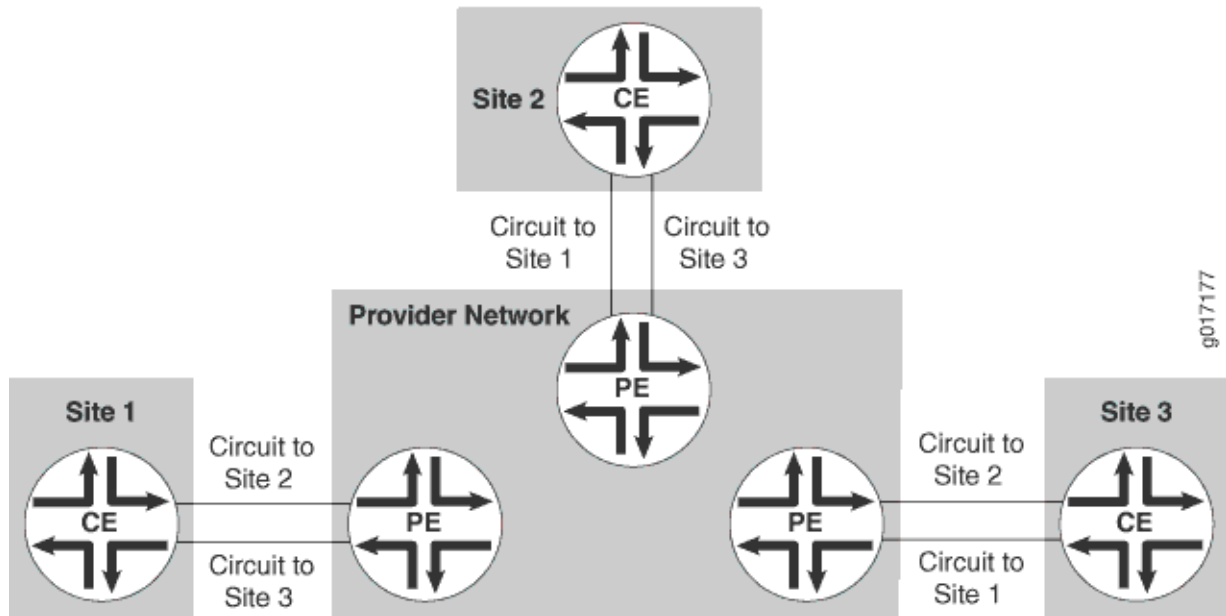 Site 2
CE
Circuit to
Site 1
Circuit to
Site 3
Provider Network
PE
g017177
Site 1
CE
Circuit to
Site 2
Circuit to
Site 3
PE
PE
Circuit to
Site 2
Circuit to
Site 1
Site 3
CE